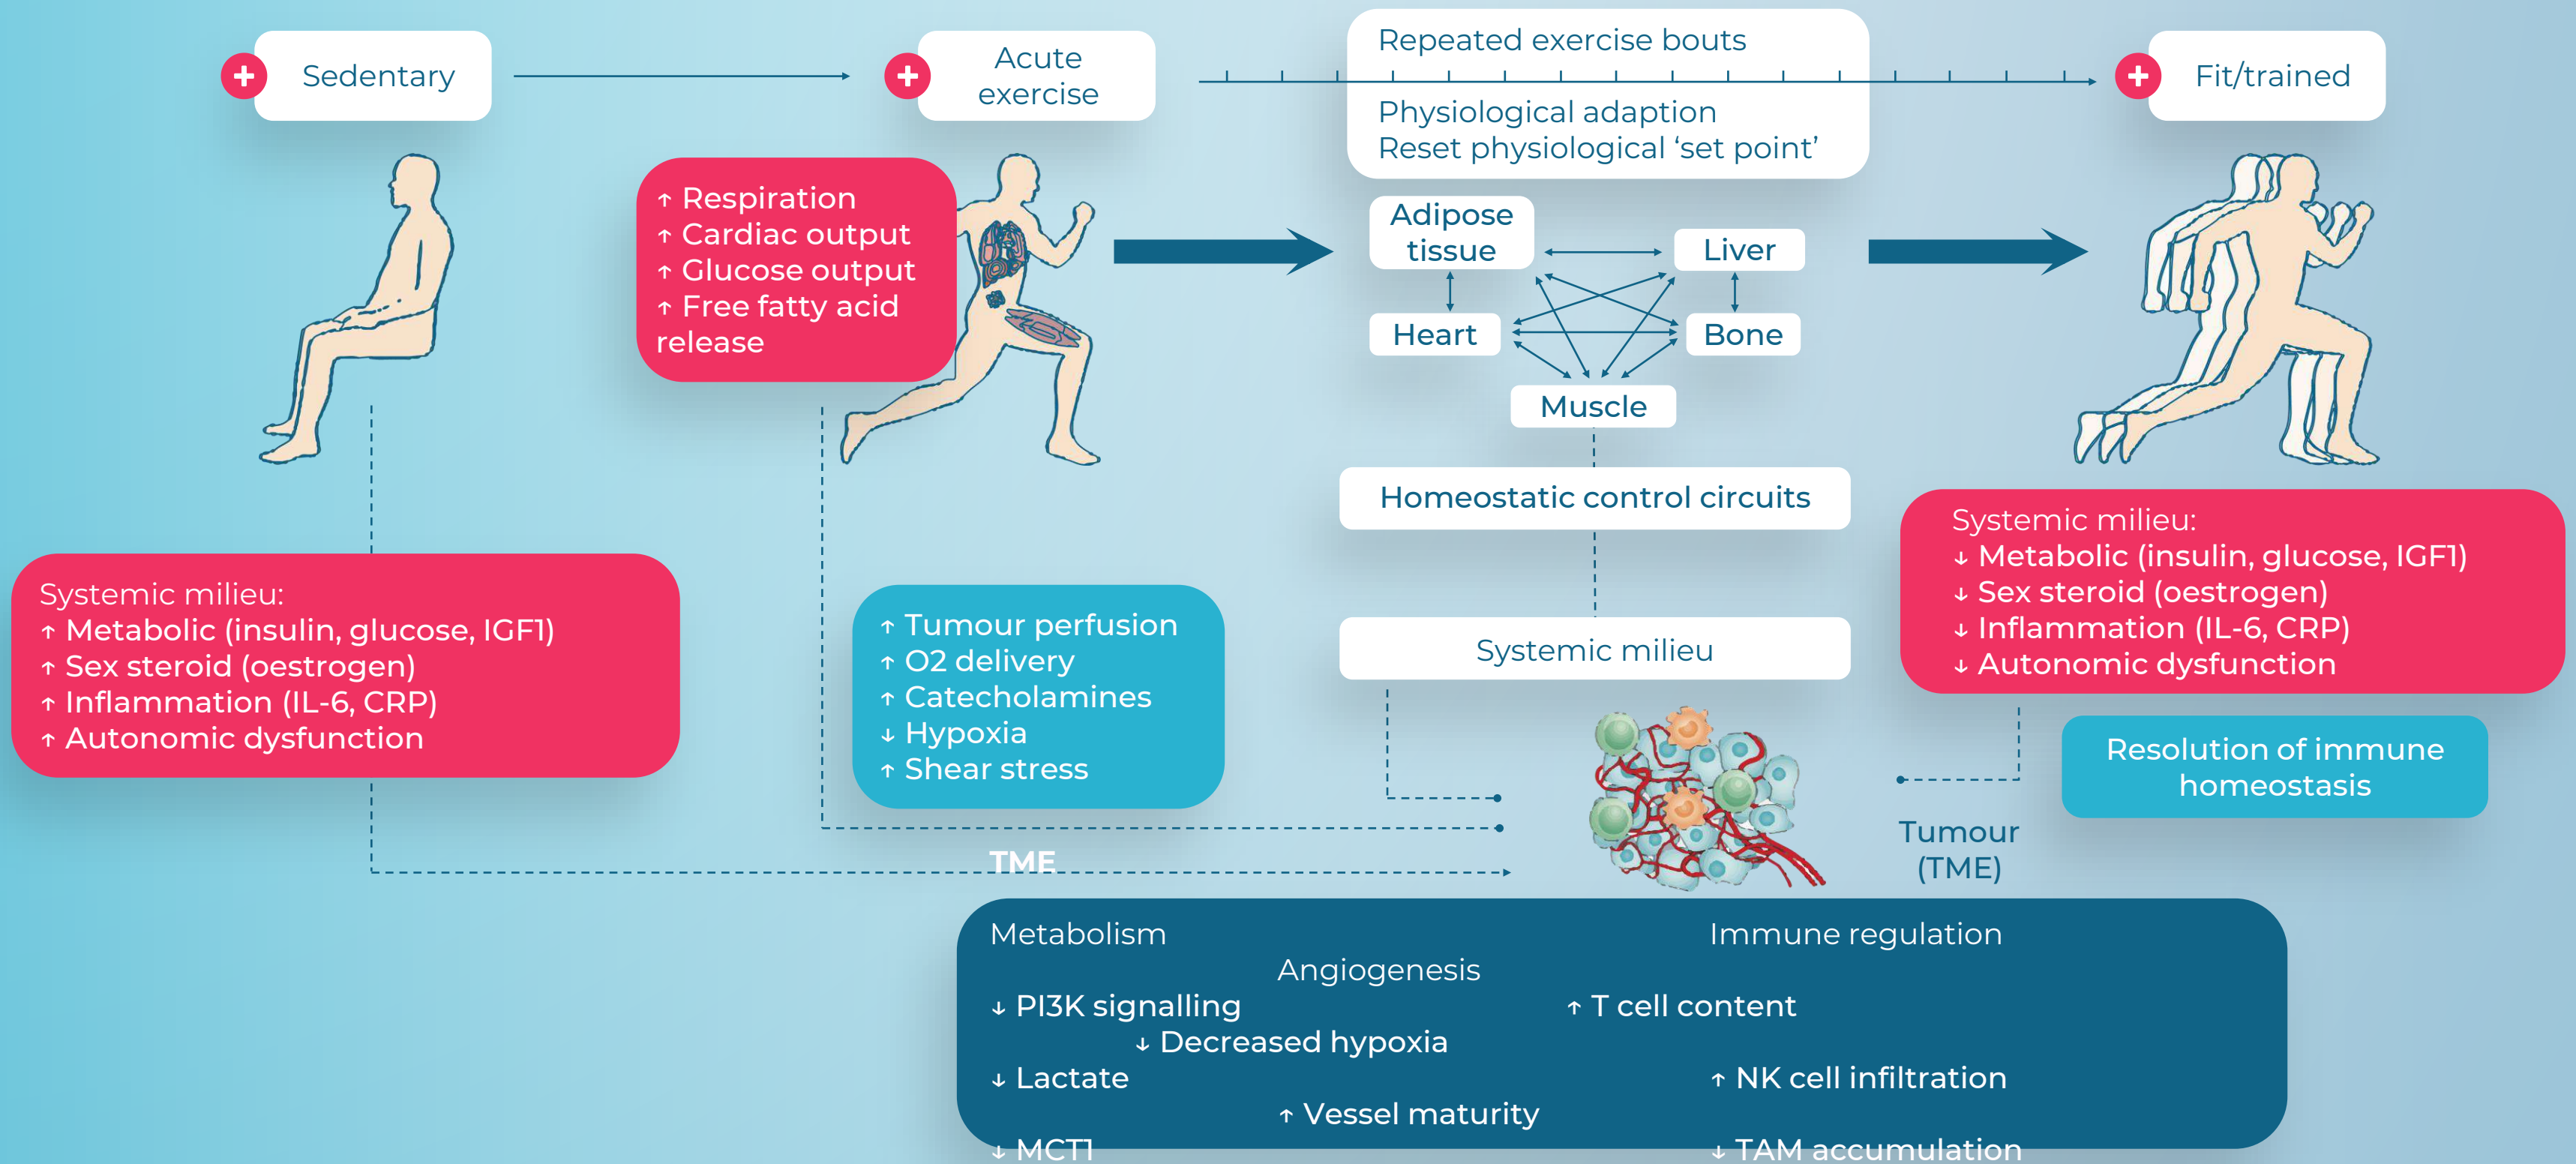 Sedentary
Acute
exercise
Repeated exercise bouts
Physiological adaption
Reset physiological ‘set point’
Fit/trained
↑ Respiration
↑ Cardiac output
↑ Glucose output
↑ Free fatty acid
release
Adipose
tissue
Liver
Heart
Bone
Muscle
Homeostatic control circuits
Systemic milieu
Systemic milieu:
↑ Metabolic (insulin, glucose, IGF1)
↑ Sex steroid (oestrogen)
↑ Inflammation (IL-6, CRP)
↑ Autonomic dysfunction
↑ Tumour perfusion
↑ O2 delivery
↑ Catecholamines
↓ Hypoxia
↑ Shear stress
Systemic milieu:
↓ Metabolic (insulin, glucose, IGF1)
↓ Sex steroid (oestrogen)
↓ Inflammation (IL-6, CRP)
↓ Autonomic dysfunction
Resolution of immune
homeostasis
Tumour
(TME)
TME
Metabolism Immune regulation
Angiogenesis
↓ PI3K signalling ↑ T cell content
↓ Decreased hypoxia
↓ Lactate ↑ NK cell infiltration
↑ Vessel maturity
↓ MCT1 ↓ TAM accumulation